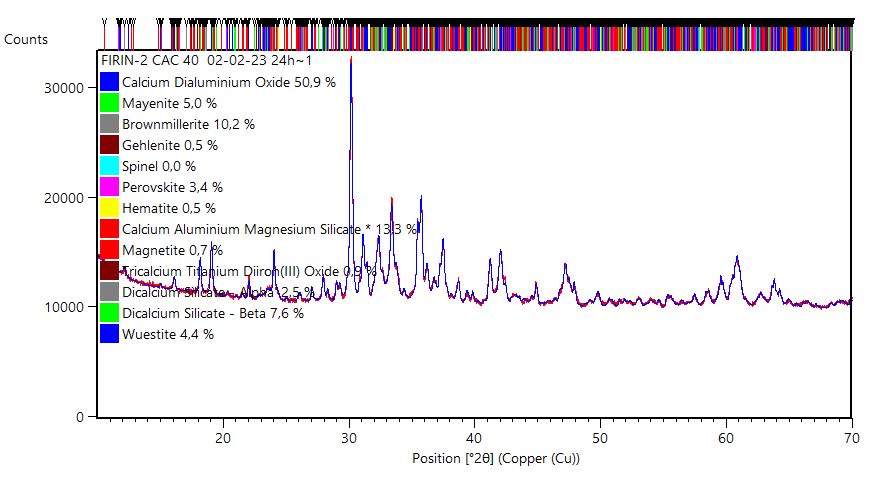 Counts
FIRIN-2 CAC 40 02-02-23 24h~1
30000
Calcium Dialuminium Oxide 50,9 %
Mayenite 5,0 %
Brownmillerite 10,2 %
Gehlenite 0,5 %
Spinel 0,0 %
Perovskite 3,4 %
20000
Hematite 0,5 %
Calcium Aluminium Magnesium Silicate * 13,3 %
Magnetite 0,7 %
Tricalcium Titanium Diiron(III) Oxide 0,9 %
Dicalcium Silicate - Alpha 2,5 %
10000
Dicalcium Silicate - Beta 7,6 %
Wuestite 4,4 %
0
20 30 40 50 60 70
Position [°2θ] (Copper (Cu))